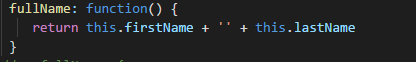 fullName: function() {
return this.firstName + '' + this.lastName
}